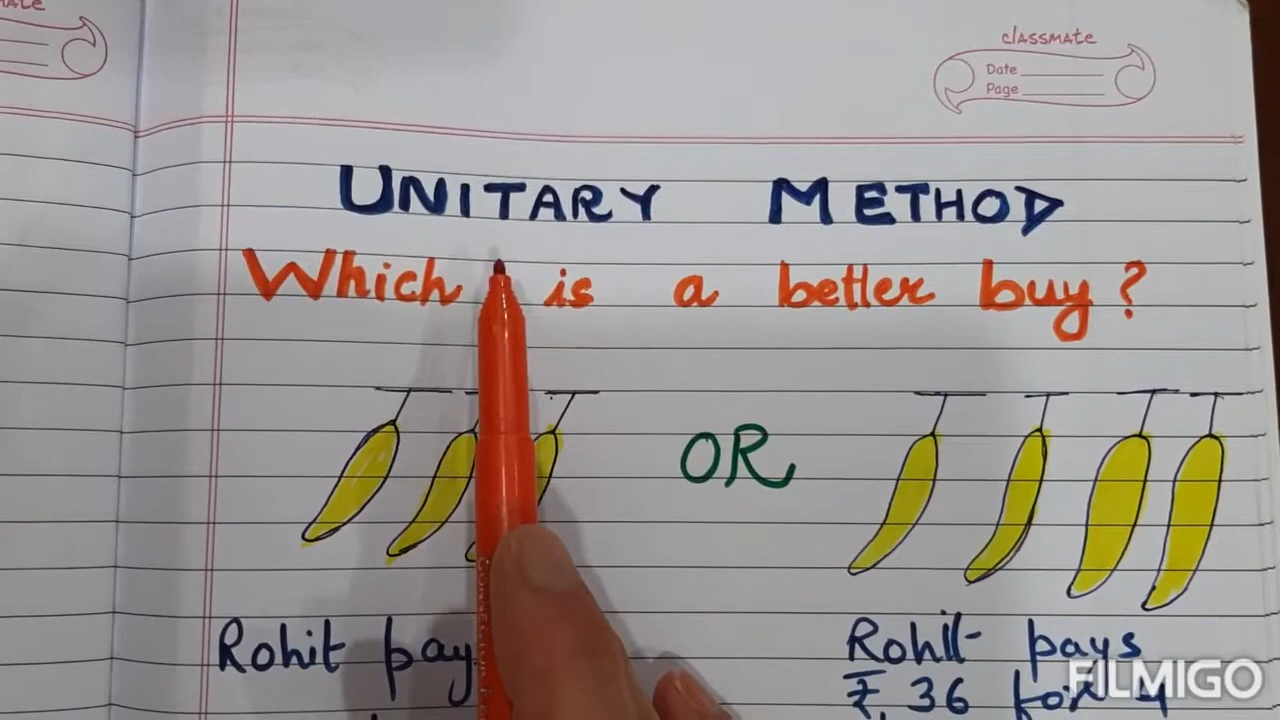 classmate
Date
Page
UNITARY METHOD
Which is a better buy?
OR
Rohit pay
Rohit pays
₹. 36 for 4
FILMIGO